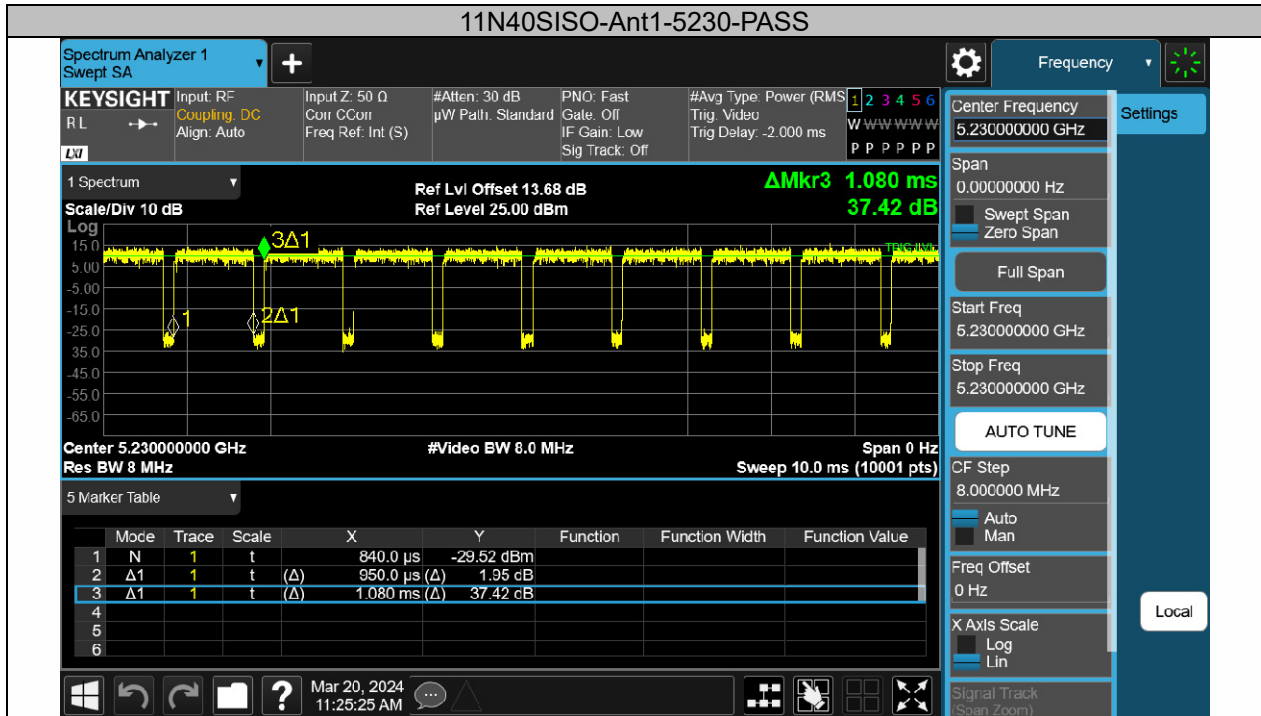 11N40SISO-Ant1-5230-PASS
Spectrum Analyzer 1
Swept SA
Frequency
KEYSIGHT
RL
LXI
Input: RF
Coupling: DC
Align: Auto
Input Z: 50 Ω
Corr CCorr
Freq Ref: Int (S)
#Atten: 30 dB
µW Path: Standard
PNO: Fast
Gate: Off
IF Gain: Low
Sig Track: Off
#Avg Type: Power (RMS
Trig: Video
Trig Delay: -2.000 ms
1 2 3 4 5 6
W W W W W W
P P P P P P
Center Frequency
5.230000000 GHz
Settings
Span
0.00000000 Hz
Swept Span
Zero Span
Full Span
Start Freq
5.230000000 GHz
Stop Freq
5.230000000 GHz
AUTO TUNE
CF Step
8.000000 MHz
Auto
Man
Freq Offset
0 Hz
X Axis Scale
Log
Lin
Signal Track
(Span Zoom)
Local
1 Spectrum
Scale/Div 10 dB
Ref Lvl Offset 13.68 dB
Ref Level 25.00 dBm
ΔMkr3 1.080 ms
37.42 dB
Log
15.0
5.00
-5.00
-15.0
-25.0
-35.0
-45.0
-55.0
-65.0
3Δ1
TRIG LVL
1
2Δ1
Center 5.230000000 GHz
#Video BW 8.0 MHz
Span 0 Hz
Res BW 8 MHz
Sweep 10.0 ms (10001 pts)
5 Marker Table
Mode Trace Scale X Y Function Function Width Function Value
1 N 1 t 840.0 µs -29.52 dBm
2 Δ1 1 t (Δ) 950.0 µs (Δ) 1.95 dB
3 Δ1 1 t (Δ) 1.080 ms (Δ) 37.42 dB
4
5
6
?
Mar 20, 2024
11:25:25 AM